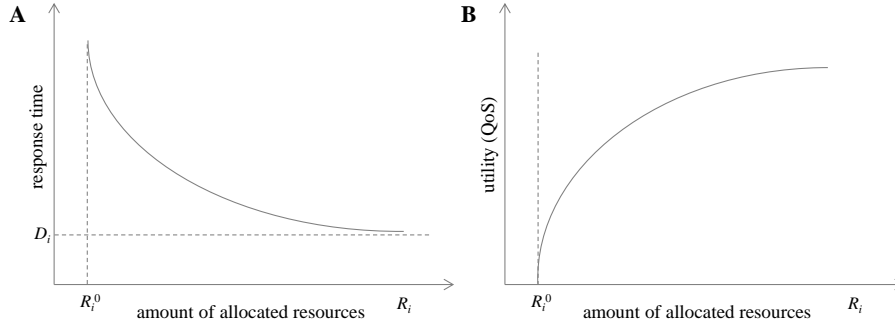 A
response time
D_i
R_i^0
amount of allocated resources
R_i
B
utility (QoS)
R_i^0
amount of allocated resources
R_i